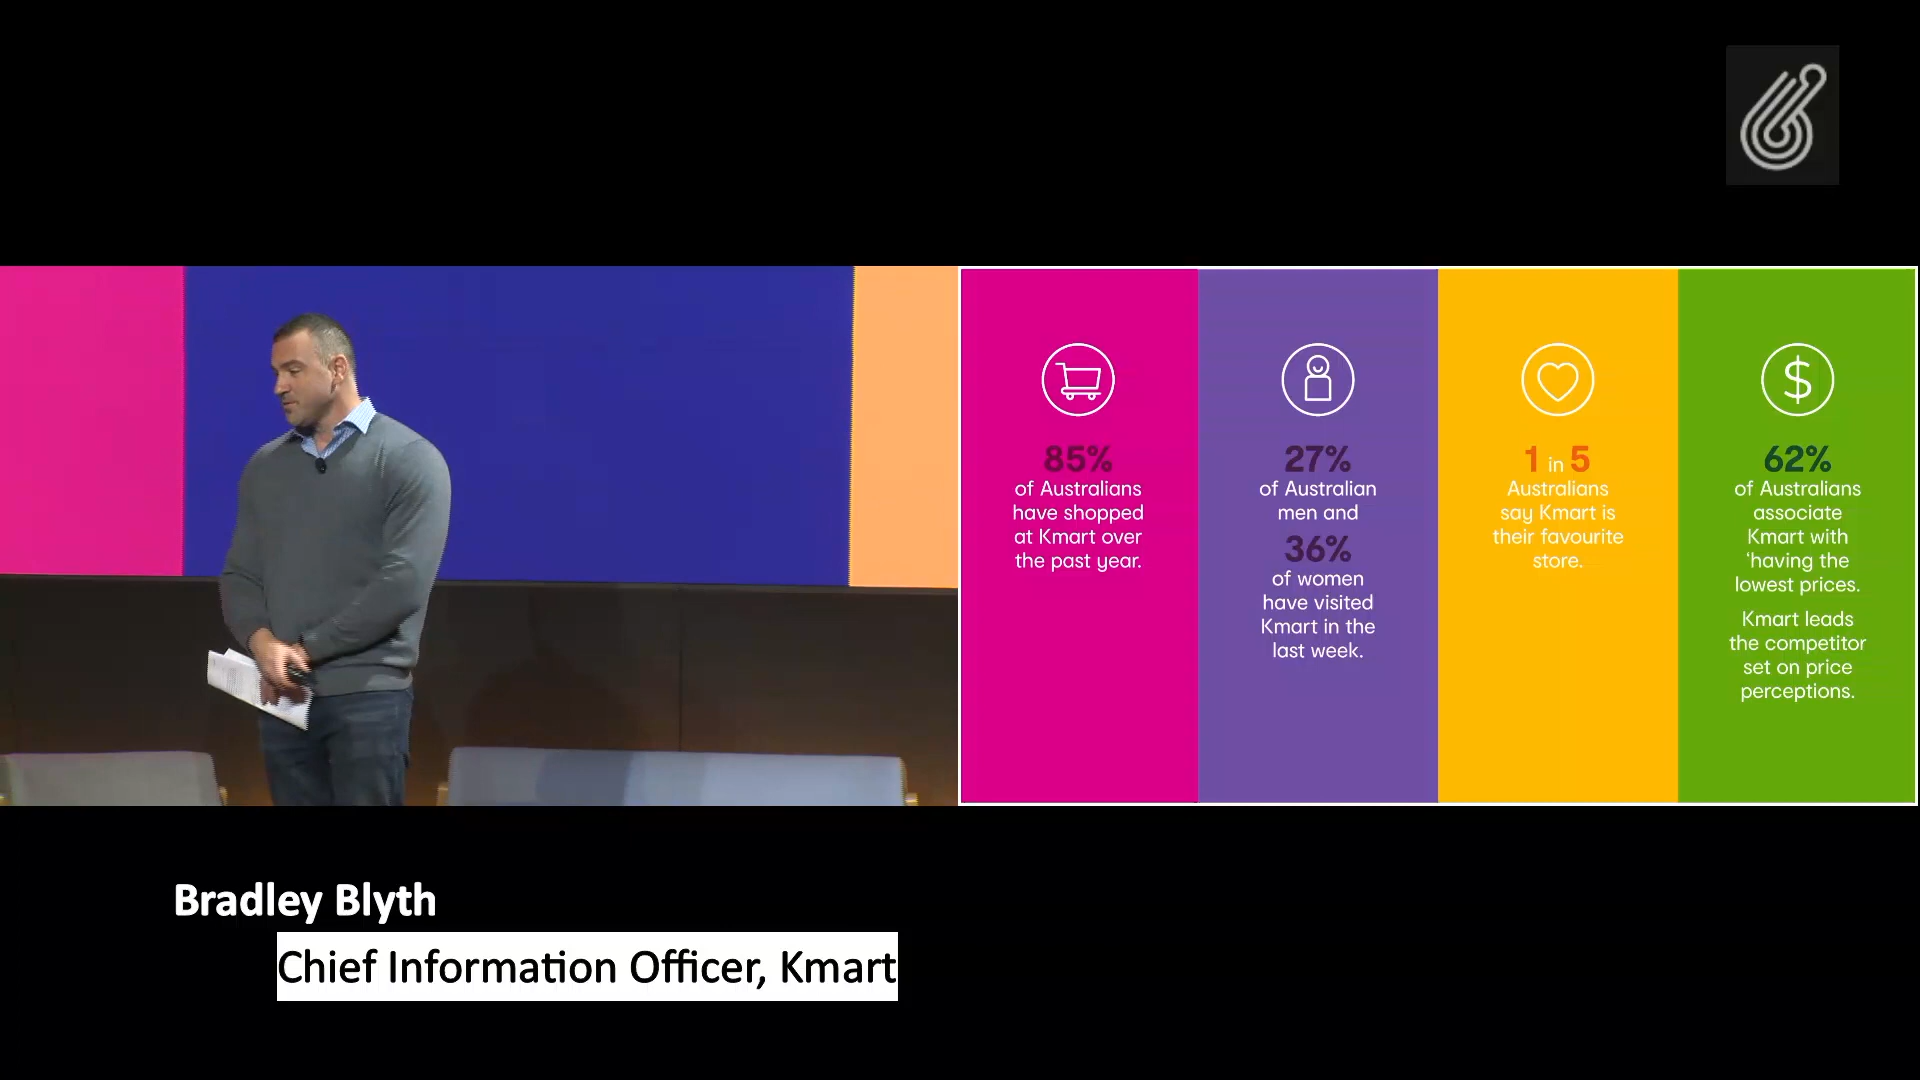 85%
of Australians
have shopped
at Kmart over
the past year.
27%
of Australian
men and
36%
of women
have visited
Kmart in the
last week.
1 in 5
Australians
say Kmart is
their favourite
store.
$
62%
of Australians
associate
Kmart with
‘having the
lowest prices.
Kmart leads
the competitor
set on price
perceptions.
Bradley Blyth
Chief Information Officer, Kmart